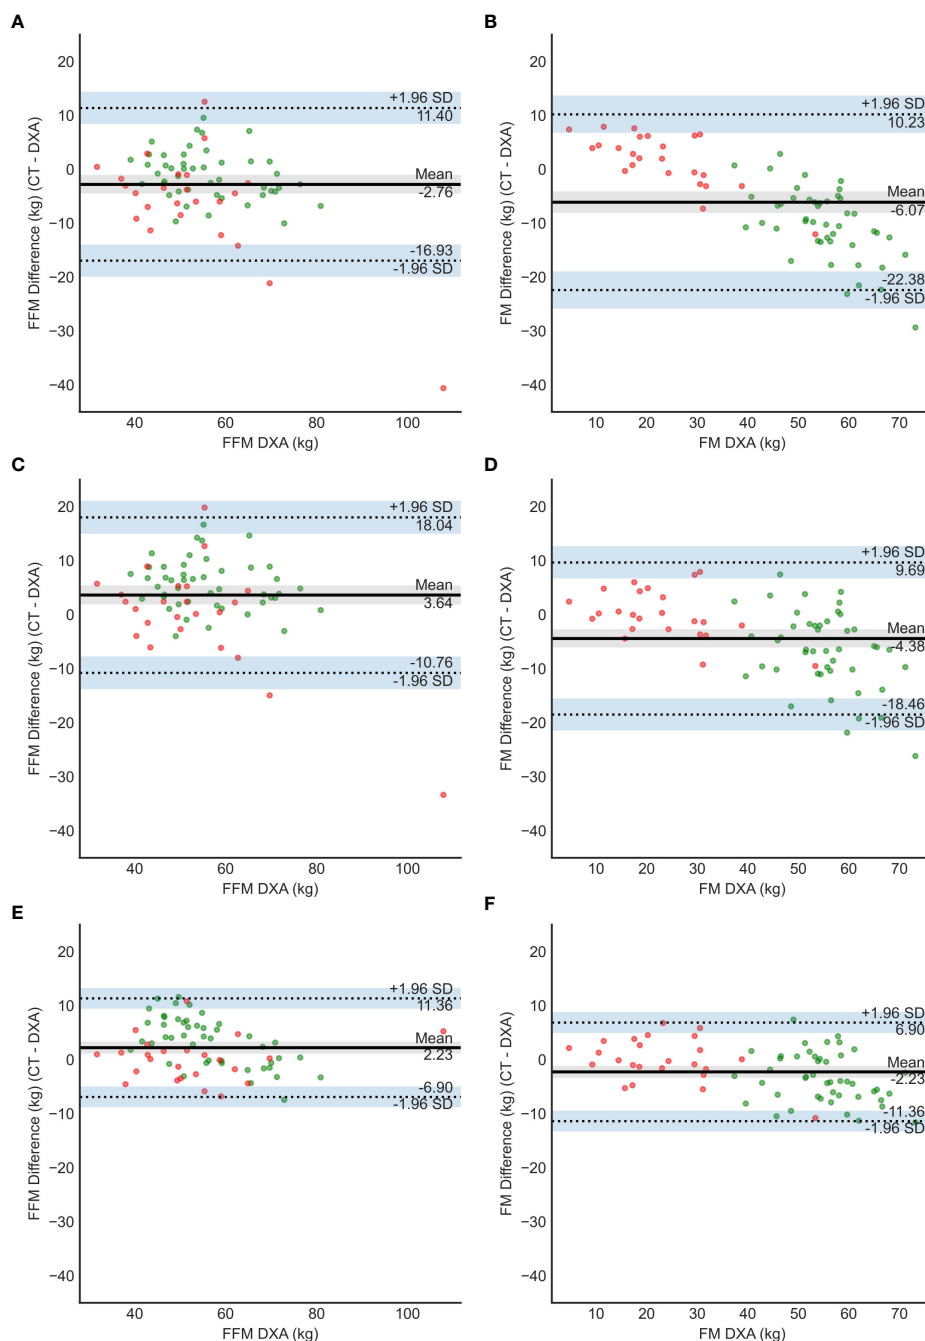 A
FFM Difference (kg) (CT - DXA)
20
10
0
−10
−20
−30
−40
+1.96 SD
11.40
Mean
-2.76
-16.93
-1.96 SD
40 60 80 100
FFM DXA (kg)
B
FM Difference (kg) (CT - DXA)
20
10
0
−10
−20
−30
−40
+1.96 SD
10.23
Mean
-6.07
-22.38
-1.96 SD
10 20 30 40 50 60 70
FM DXA (kg)
C
FFM Difference (kg) (CT - DXA)
20
10
0
−10
−20
−30
−40
+1.96 SD
18.04
Mean
3.64
-10.76
-1.96 SD
40 60 80 100
FFM DXA (kg)
D
FM Difference (kg) (CT - DXA)
20
10
0
−10
−20
−30
−40
+1.96 SD
9.69
Mean
-4.38
-18.46
-1.96 SD
10 20 30 40 50 60 70
FM DXA (kg)
E
FFM Difference (kg) (CT - DXA)
20
10
0
−10
−20
−30
−40
+1.96 SD
11.36
Mean
2.23
-6.90
-1.96 SD
40 60 80 100
FFM DXA (kg)
F
FM Difference (kg) (CT - DXA)
20
10
0
−10
−20
−30
−40
+1.96 SD
6.90
Mean
-2.23
-11.36
-1.96 SD
10 20 30 40 50 60 70
FM DXA (kg)